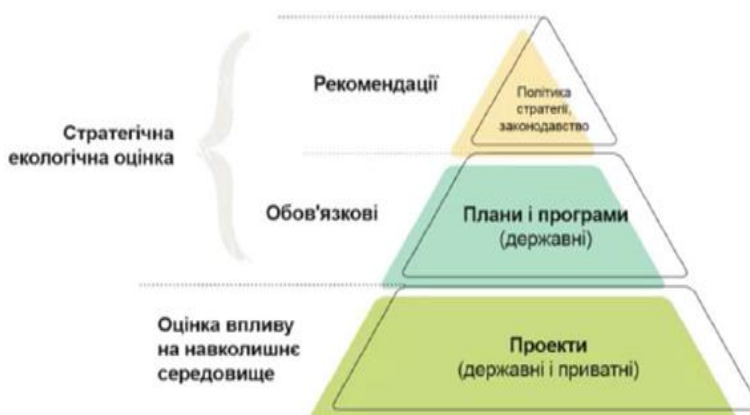 Рекомендації
Політика
стратегії,
законодавство
Стратегічна
екологічна оцінка
Обов'язкові
Плани і програми
(державні)
Оцінка впливу
на навколишнє
середовище
Проекти
(державні і приватні)